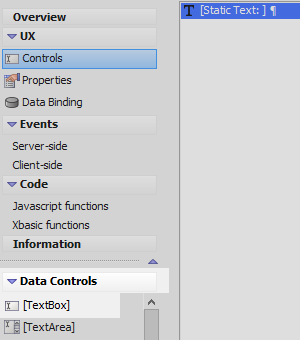 Overview
UX
Controls
Properties
Data Binding
Events
Server-side
Client-side
Code
Javascript functions
Xbasic functions
Information
Data Controls
[TextBox]
[TextArea]
T [Static Text: ] ¶